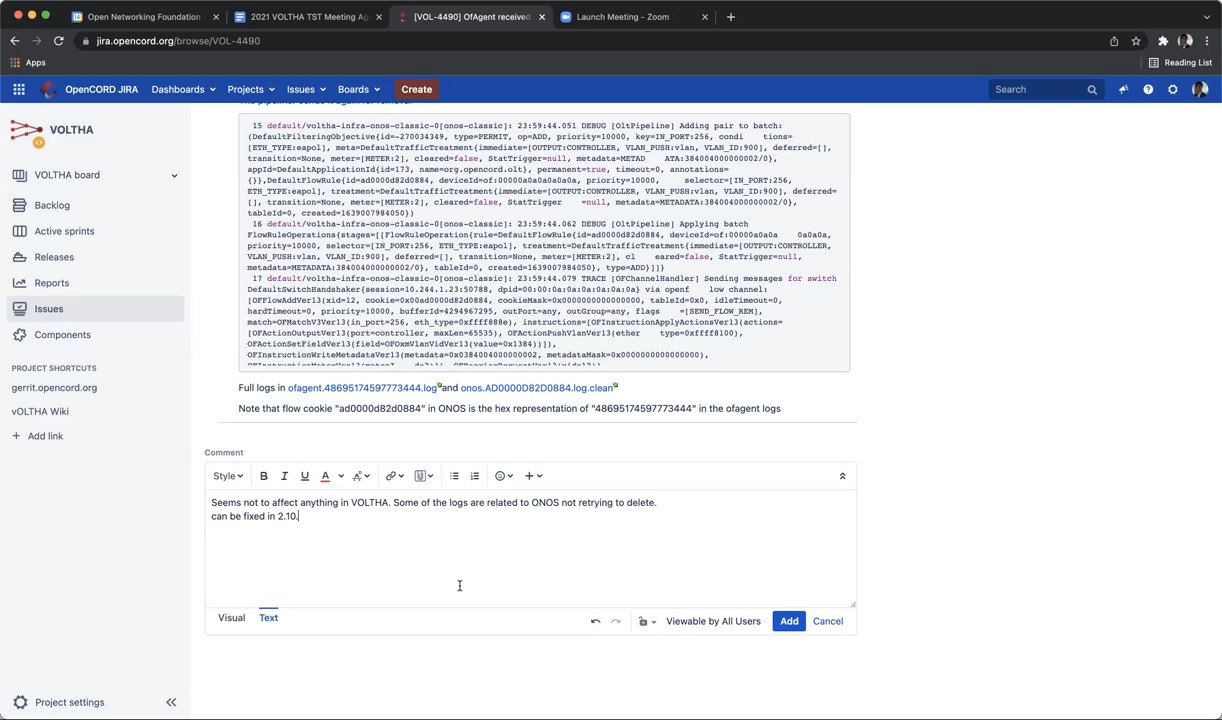 Open Networking Foundation
2021 VOLTHA TST Meeting Ag
[VOL-4490] OfAgent received
Launch Meeting - Zoom
jira.opencord.org/browse/VOL-4490
Apps
Reading List
OpenCORD JIRA
Dashboards
Projects
Issues
Boards
Create
Search
VOLTHA
VOLTHA board
Backlog
Active sprints
Releases
Reports
Issues
Components
PROJECT SHORTCUTS
gerrit.opencord.org
vOLTHA Wiki
+ Add link
Project settings
15 default/voltha-infra-onos-classic-0[onos-classic]: 23:59:44.051 DEBUG [OltPipeline] Adding pair to batch:
(DefaultFilteringObjective{id=-270034349, type=PERMIT, op=ADD, priority=10000, key=IN_PORT:256, condi tions=
[ETH_TYPE:eapol], meta=DefaultTrafficTreatment{immediate=[OUTPUT:CONTROLLER, VLAN_PUSH:vlan, VLAN_ID:900], deferred=[],
transition=None, meter=[METER:2], cleared=false, StatTrigger=null, metadata=METAD ATA:384004000000002/0},
appId=DefaultApplicationId{id=173, name=org.opencord.olt}, permanent=true, timeout=0, annotations=
{}},DefaultFlowRule{id=ad0000d82d0884, deviceId=of:00000a0a0a0a0a0a, priority=10000, selector=[IN_PORT:256,
ETH_TYPE:eapol], treatment=DefaultTrafficTreatment{immediate=[OUTPUT:CONTROLLER, VLAN_PUSH:vlan, VLAN_ID:900], deferred=
[], transition=None, meter=[METER:2], cleared=false, StatTrigger =null, metadata=METADATA:384004000000002/0},
tableId=0, created=1639007984050})
16 default/voltha-infra-onos-classic-0[onos-classic]: 23:59:44.062 DEBUG [OltPipeline] Applying batch
FlowRuleOperations{stages=[[FlowRuleOperation{rule=DefaultFlowRule{id=ad0000d82d0884, deviceId=of:00000a0a0a 0a0a0a,
priority=10000, selector=[IN_PORT:256, ETH_TYPE:eapol], treatment=DefaultTrafficTreatment{immediate=[OUTPUT:CONTROLLER,
VLAN_PUSH:vlan, VLAN_ID:900], deferred=[], transition=None, meter=[METER:2], cl eared=false, StatTrigger=null,
metadata=METADATA:384004000000002/0}, tableId=0, created=1639007984050}, type=ADD}]]}
17 default/voltha-infra-onos-classic-0[onos-classic]: 23:59:44.079 TRACE [OFChannelHandler] Sending messages for switch
DefaultSwitchHandshaker{session=10.244.1.23:50788, dpid=00:00:0a:0a:0a:0a:0a:0a} via openf low channel:
[OFFlowAddVer13(xid=12, cookie=0x00ad0000d82d0884, cookieMask=0x0000000000000000, tableId=0x0, idleTimeout=0,
hardTimeout=0, priority=10000, bufferId=4294967295, outPort=any, outGroup=any, flags =[SEND_FLOW_REM],
match=OFMatchV3Ver13(in_port=256, eth_type=0xffff888e), instructions=[OFInstructionApplyActionsVer13(actions=
[OFActionOutputVer13(port=controller, maxLen=65535), OFActionPushVlanVer13(ether type=0xffff8100),
OFActionSetFieldVer13(field=OFOxmVlanVidVer13(value=0x1384))]),
OFInstructionWriteMetadataVer13(metadata=0x0384004000000002, metadataMask=0x0000000000000000),
Full logs in ofagent.48695174597773444.log and onos.AD0000D82D0884.log.clean
Note that flow cookie "ad0000d82d0884" in ONOS is the hex representation of "48695174597773444" in the ofagent logs
Comment
Style
B I U A
Seems not to affect anything in VOLTHA. Some of the logs are related to ONOS not retrying to delete.
can be fixed in 2.10.
Visual
Text
Viewable by All Users
Add
Cancel